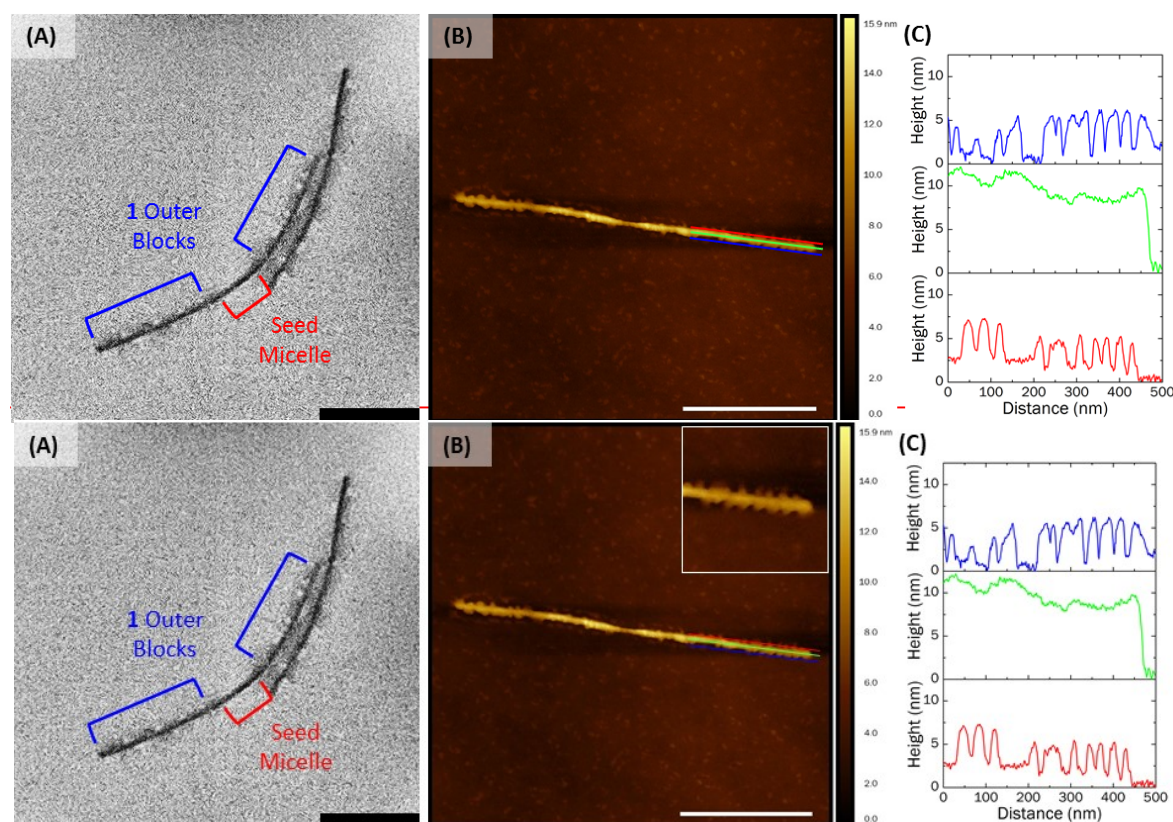 (A)
1 Outer
Blocks
Seed
Micelle
(B)
15.9 nm
14.0
12.0
10.0
8.0
6.0
4.0
2.0
0.0
(C)
Height (nm)
10
5
0
Height (nm)
10
5
0
Height (nm)
10
5
0
0 100 200 300 400 500
Distance (nm)
(A)
1 Outer
Blocks
Seed
Micelle
(B)
15.9 nm
14.0
12.0
10.0
8.0
6.0
4.0
2.0
0.0
(C)
Height (nm)
10
5
0
Height (nm)
10
5
0
Height (nm)
10
5
0
0 100 200 300 400 500
Distance (nm)